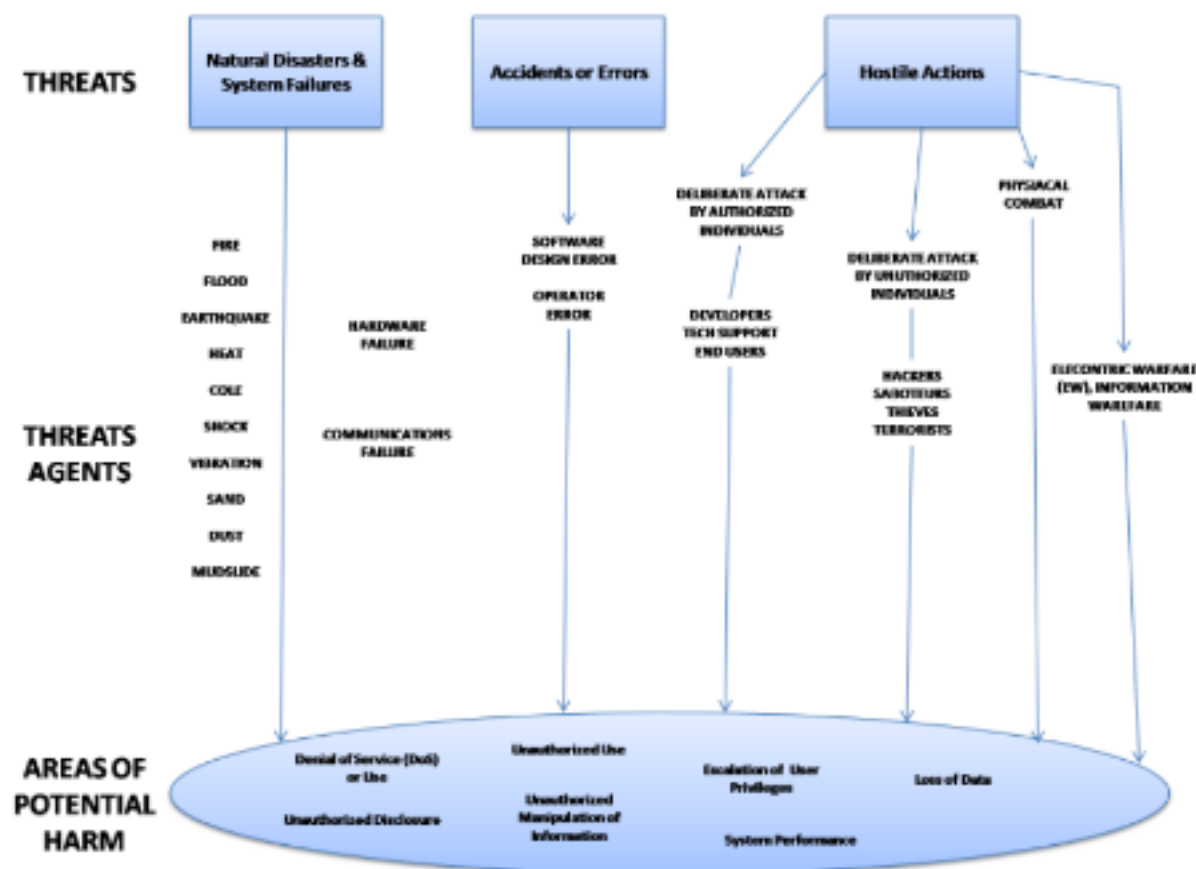 THREATS
Natural Disasters &
System Failures
Accidents or Errors
Hostile Actions
DELIBERATE ATTACK
BY AUTHORIZED
INDIVIDUALS
PHYSIACAL
COMBAT
FIRE
FLOOD
EARTHQUAKE
HEAT
COLE
SHOCK
VIBRATION
SAND
DUST
MUDSLIDE
HARDWARE
FAILURE
COMMUNICATIONS
FAILURE
SOFTWARE
DESIGN ERROR
OPERATOR
ERROR
DEVELOPERS
TECH SUPPORT
END USERS
DELIBERATE ATTACK
BY UNUTHORIZED
INDIVIDUALS
HACKERS
SABOTEURS
THIEVES
TERRORISTS
ELECONTRIC WARFARE
(EW), INFORMATION
WARLFARE
THREATS
AGENTS
AREAS OF
POTENTIAL
HARM
Denial of Service (DoS)
or Use
Unauthorized Disclosure
Unauthorized Use
Unauthorized
Manipulation of
Information
Escalation of User
Privileges
System Performance
Loss of Data